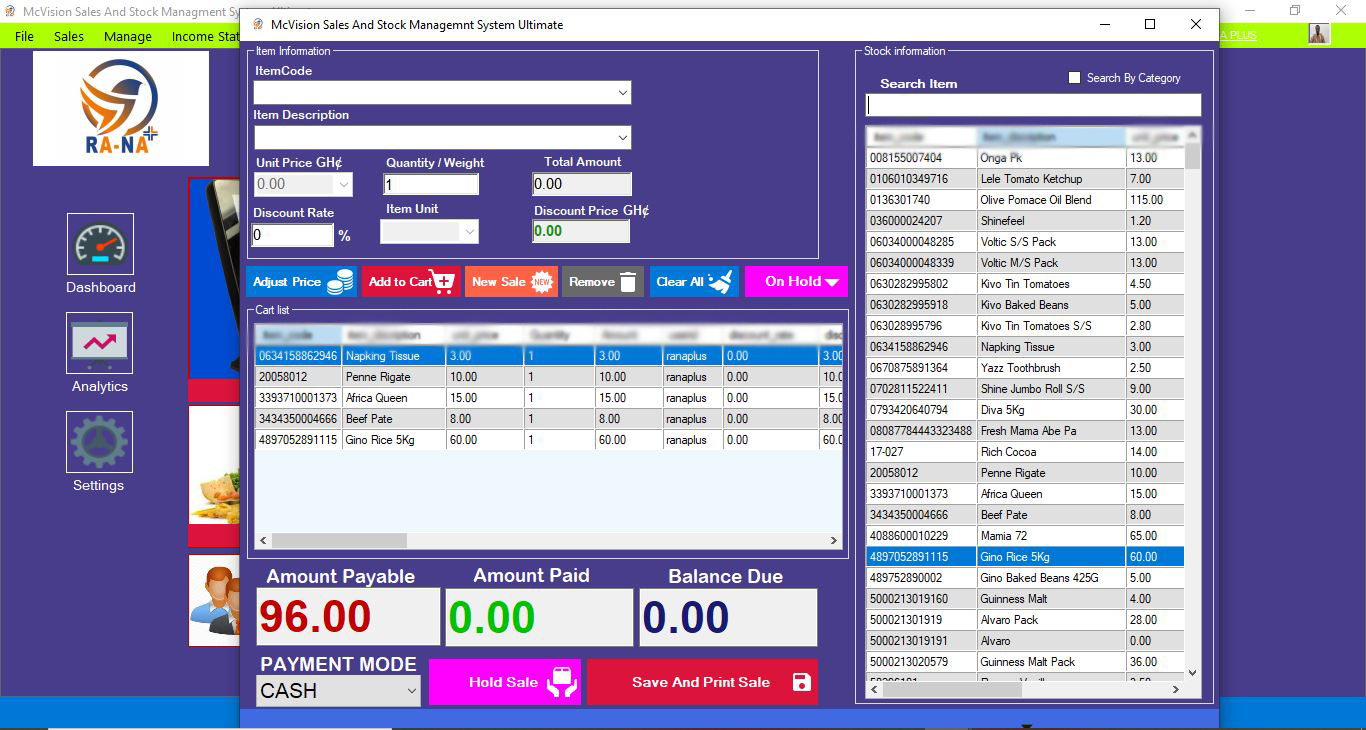 McVision Sales And Stock Managment Sy
McVision Sales And Stock Managemnt System Ultimate
File Sales Manage Income Stat
A PLUS
RA-NA+
Dashboard
Analytics
Settings
Item Information
ItemCode
Item Description
Unit Price GH¢ Quantity / Weight Total Amount
0.00 1 0.00
Discount Rate Item Unit Discount Price GH¢
0 % 0.00
Adjust Price Add to Cart New Sale NEW Remove Clear All On Hold
Cart list
item_code item_discription unit_price Quantity Amount userid discount_rate disc
0634158862946 Napking Tissue 3.00 1 3.00 ranaplus 0.00 3.00
20058012 Penne Rigate 10.00 1 10.00 ranaplus 0.00 10.0
3393710001373 Africa Queen 15.00 1 15.00 ranaplus 0.00 15.0
3434350004666 Beef Pate 8.00 1 8.00 ranaplus 0.00 8.00
4897052891115 Gino Rice 5Kg 60.00 1 60.00 ranaplus 0.00 60.0
Amount Payable Amount Paid Balance Due
96.00 0.00 0.00
PAYMENT MODE
CASH
Hold Sale Save And Print Sale
Stock information
Search Item Search By Category
item_code item_discription unit_price
008155007404 Onga Pk 13.00
0106010349716 Lele Tomato Ketchup 7.00
0136301740 Olive Pomace Oil Blend 115.00
036000024207 Shinefeel 1.20
06034000048285 Voltic S/S Pack 13.00
06034000048339 Voltic M/S Pack 13.00
0630282995802 Kivo Tin Tomatoes 4.50
0630282995918 Kivo Baked Beans 5.00
063028995796 Kivo Tin Tomatoes S/S 2.80
0634158862946 Napking Tissue 3.00
0670875891364 Yazz Toothbrush 2.50
0702811522411 Shine Jumbo Roll S/S 9.00
0793420640794 Diva 5Kg 30.00
08087784443323488 Fresh Mama Abe Pa 13.00
17-027 Rich Cocoa 14.00
20058012 Penne Rigate 10.00
3393710001373 Africa Queen 15.00
3434350004666 Beef Pate 8.00
4088600010229 Mamia 72 65.00
4897052891115 Gino Rice 5Kg 60.00
489752890002 Gino Baked Beans 425G 5.00
5000213019160 Guinness Malt 4.00
500021301919 Alvaro Pack 28.00
5000213019191 Alvaro 0.00
5000213020579 Guinness Malt Pack 36.00